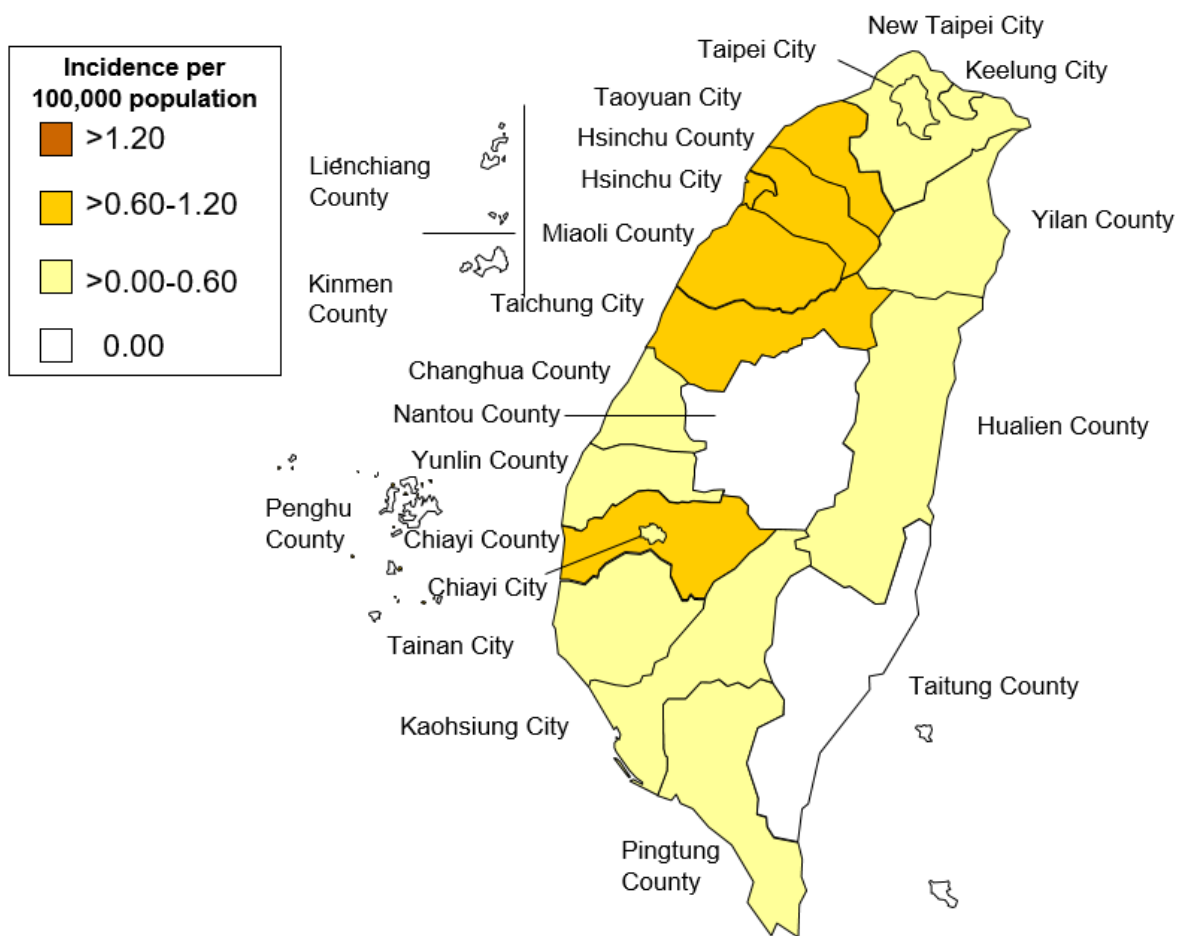 Incidence per
100,000 population
>1.20
>0.60-1.20
>0.00-0.60
0.00
New Taipei City
Taipei City
Keelung City
Taoyuan City
Hsinchu County
Lienchiang
County
Hsinchu City
Miaoli County
Yilan County
Kinmen
County
Taichung City
Changhua County
Nantou County
Hualien County
Yunlin County
Penghu
County
Chiayi County
Chiayi City
Tainan City
Taitung County
Kaohsiung City
Pingtung
County